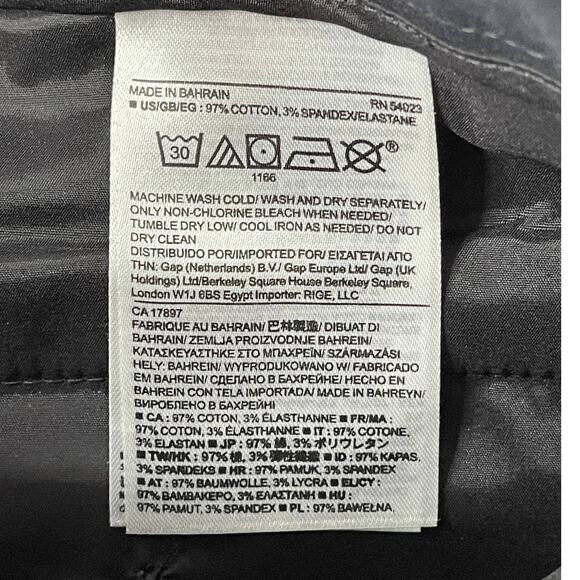 MADE IN BAHRAIN RN 54023
■ US/GB/EG : 97% COTTON, 3% SPANDEX/ELASTANE
30
®
1166
MACHINE WASH COLD/ WASH AND DRY SEPARATELY/
ONLY NON-CHLORINE BLEACH WHEN NEEDED/
TUMBLE DRY LOW/ COOL IRON AS NEEDED/ DO NOT
DRY CLEAN
DISTRIBUIDO POR/IMPORTED FOR/ ΕΙΣΑΓΕΤΑΙ ΑΠΟ
ΤΗΝ: Gap (Netherlands) B.V./ Gap Europe Ltd/ Gap (UK
Holdings) Ltd/Berkeley Square House Berkeley Square,
London W1J 6BS Egypt Importer: RIGE, LLC
CA 17897
FABRIQUE AU BAHRAIN/ 巴林製造/ DIBUAT DI
BAHRAIN/ ZEMLJA PROIZVODNJE BAHREIN/
ΚΑΤΑΣΚΕΥΑΣΤΗΚΕ ΣΤΟ ΜΠΑΧΡΕΪΝ/ SZÁRMAZÁSI
HELY: BAHREIN/ WYPRODUKOWANO W/ FABRICADO
EM BAHREIN/ СДЕЛАНО В БАХРЕЙНЕ/ HECHO EN
BAHREIN CON TELA IMPORTADA/ MADE IN BAHREYN/
ВИРОБЛЕНО В БАХРЕЙНІ
■ CA : 97% COTON, 3% ÉLASTHANNE ■ FR/MA :
97% COTON, 3% ÉLASTHANNE ■ IT : 97% COTONE,
3% ELASTAN ■ JP : 97% 綿, 3% ポリウレタン
■ TW/HK : 97% 棉, 3% 彈性纖維 ■ ID : 97% KAPAS,
3% SPANDEKS ■ HR : 97% PAMUK, 3% SPANDEX
■ AT : 97% BAUMWOLLE, 3% LYCRA ■ EL/CY :
97% ΒΑΜΒΑΚΕΡΟ, 3% ΕΛΑΣΤΑΝΗ ■ HU :
97% PAMUT, 3% SPANDEX ■ PL : 97% BAWEŁNA,